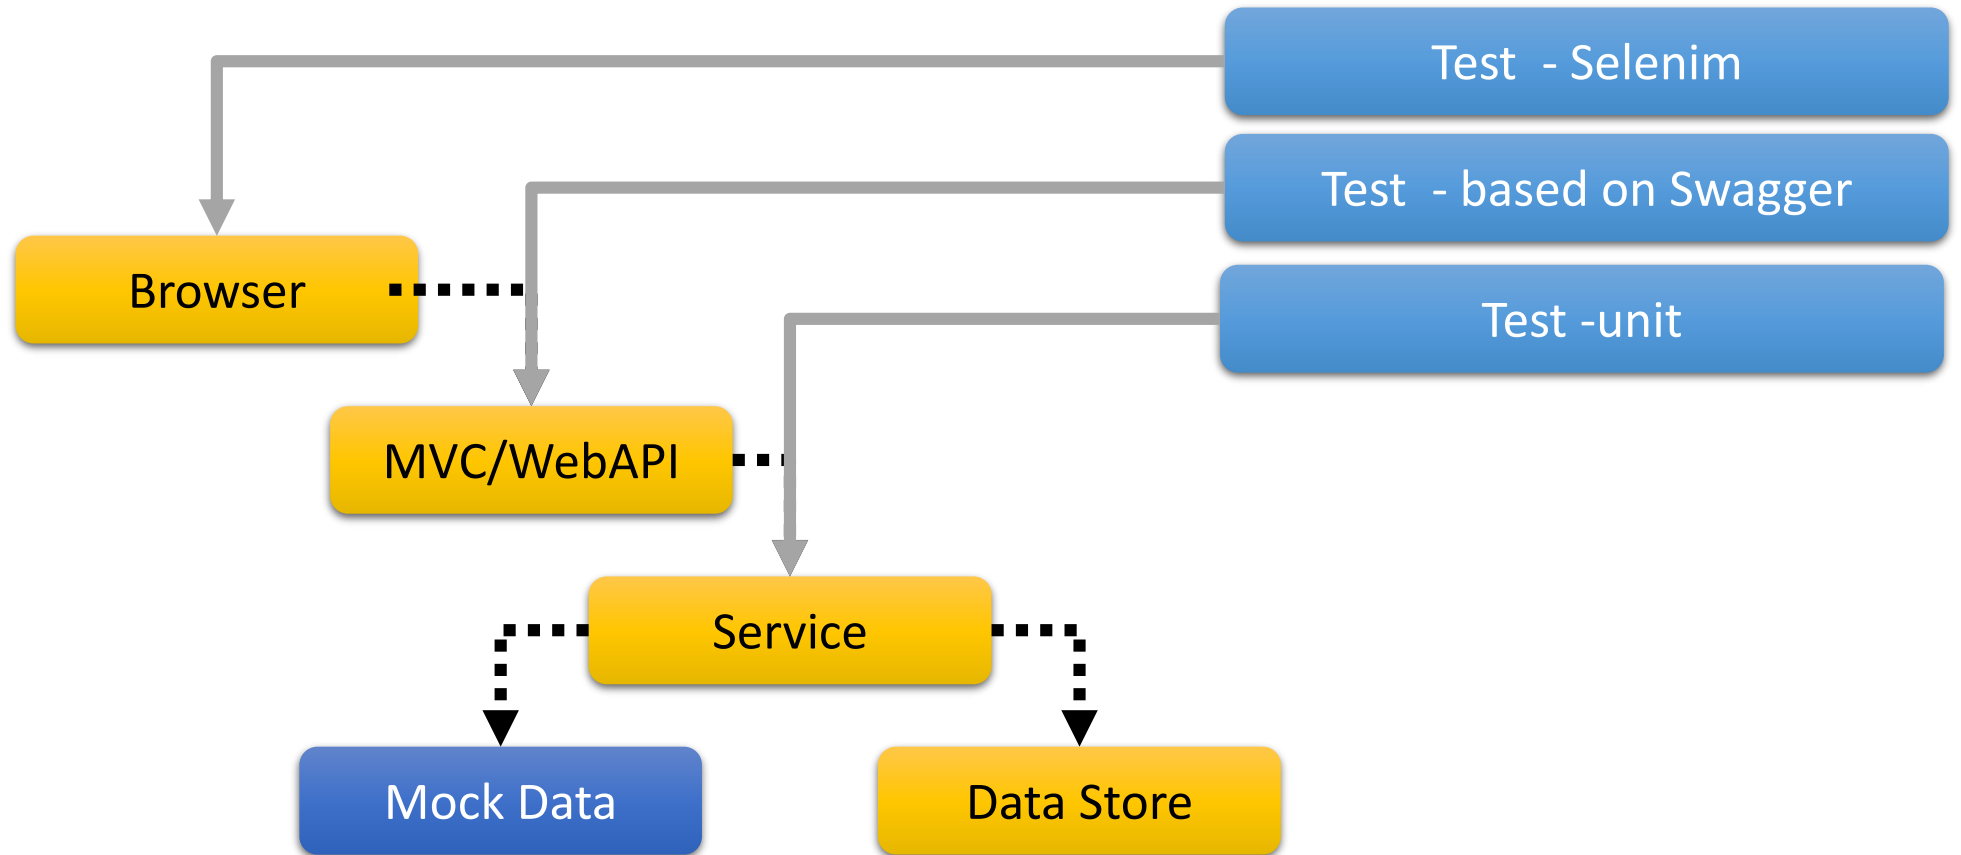 Test  - Selenim
Test  - based on Swagger
Browser
Test -unit
MVC/WebAPI
Service
Mock Data
Data Store